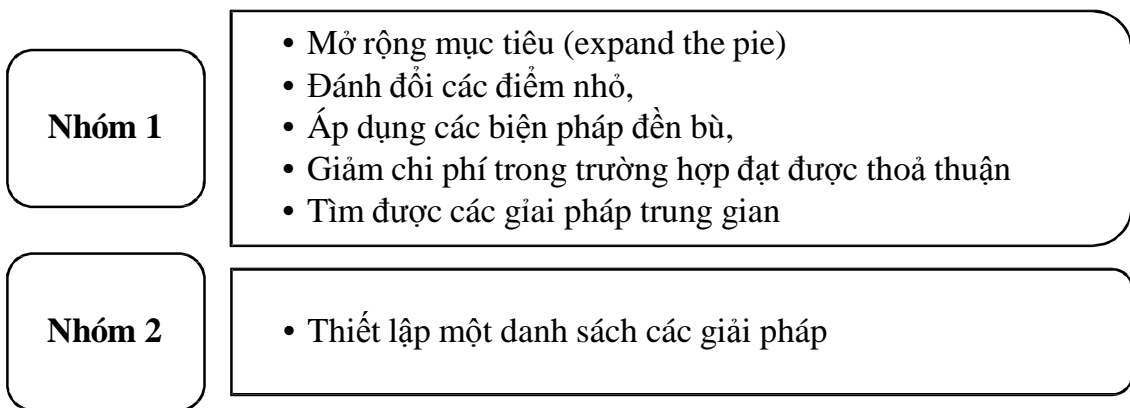 Nhóm 1
• Mở rộng mục tiêu (expand the pie)
• Đánh đổi các điểm nhỏ,
• Áp dụng các biện pháp đền bù,
• Giảm chi phí trong trường hợp đạt được thoả thuận
• Tìm được các giải pháp trung gian
Nhóm 2
• Thiết lập một danh sách các giải pháp